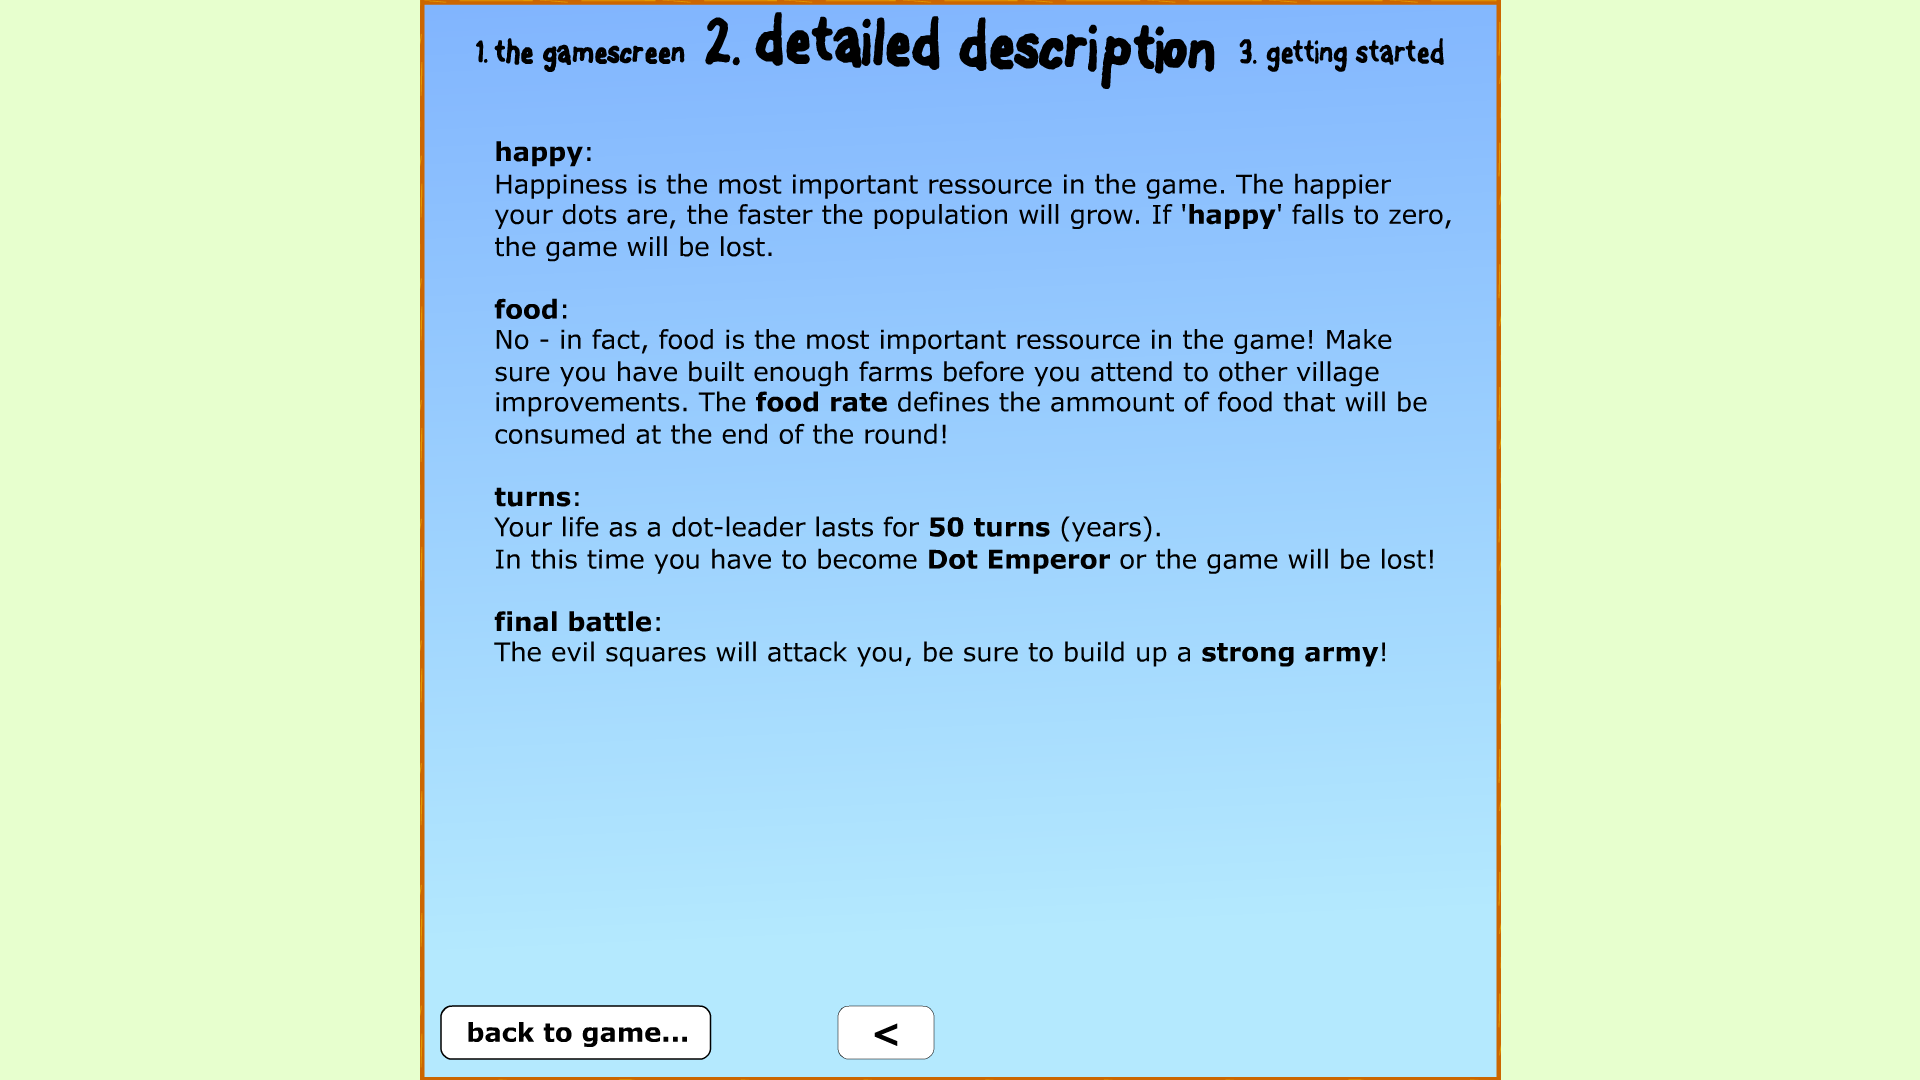 1. the gamescreen 2. detailed description 3. getting started
happy:
Happiness is the most important ressource in the game. The happier
your dots are, the faster the population will grow. If 'happy' falls to zero,
the game will be lost.
food:
No - in fact, food is the most important ressource in the game! Make
sure you have built enough farms before you attend to other village
improvements. The food rate defines the ammount of food that will be
consumed at the end of the round!
turns:
Your life as a dot-leader lasts for 50 turns (years).
In this time you have to become Dot Emperor or the game will be lost!
final battle:
The evil squares will attack you, be sure to build up a strong army!
back to game... <